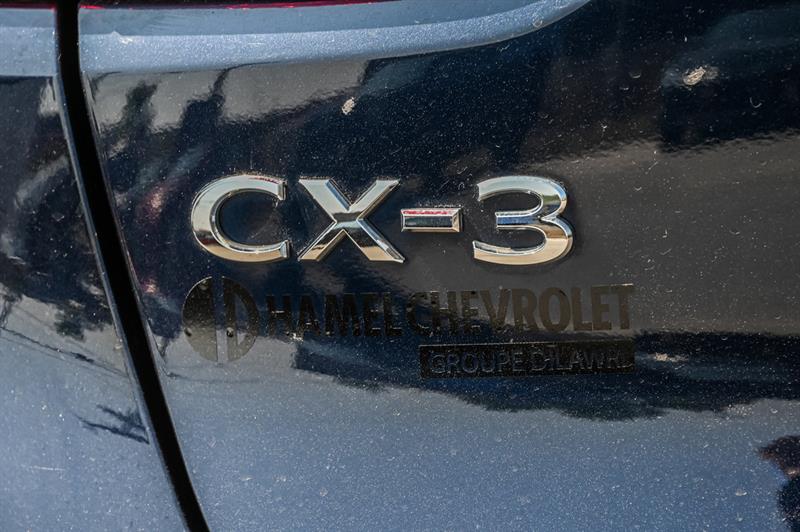 CX-3
HAMEL CHEVROLET
GROUPE DILAWRI